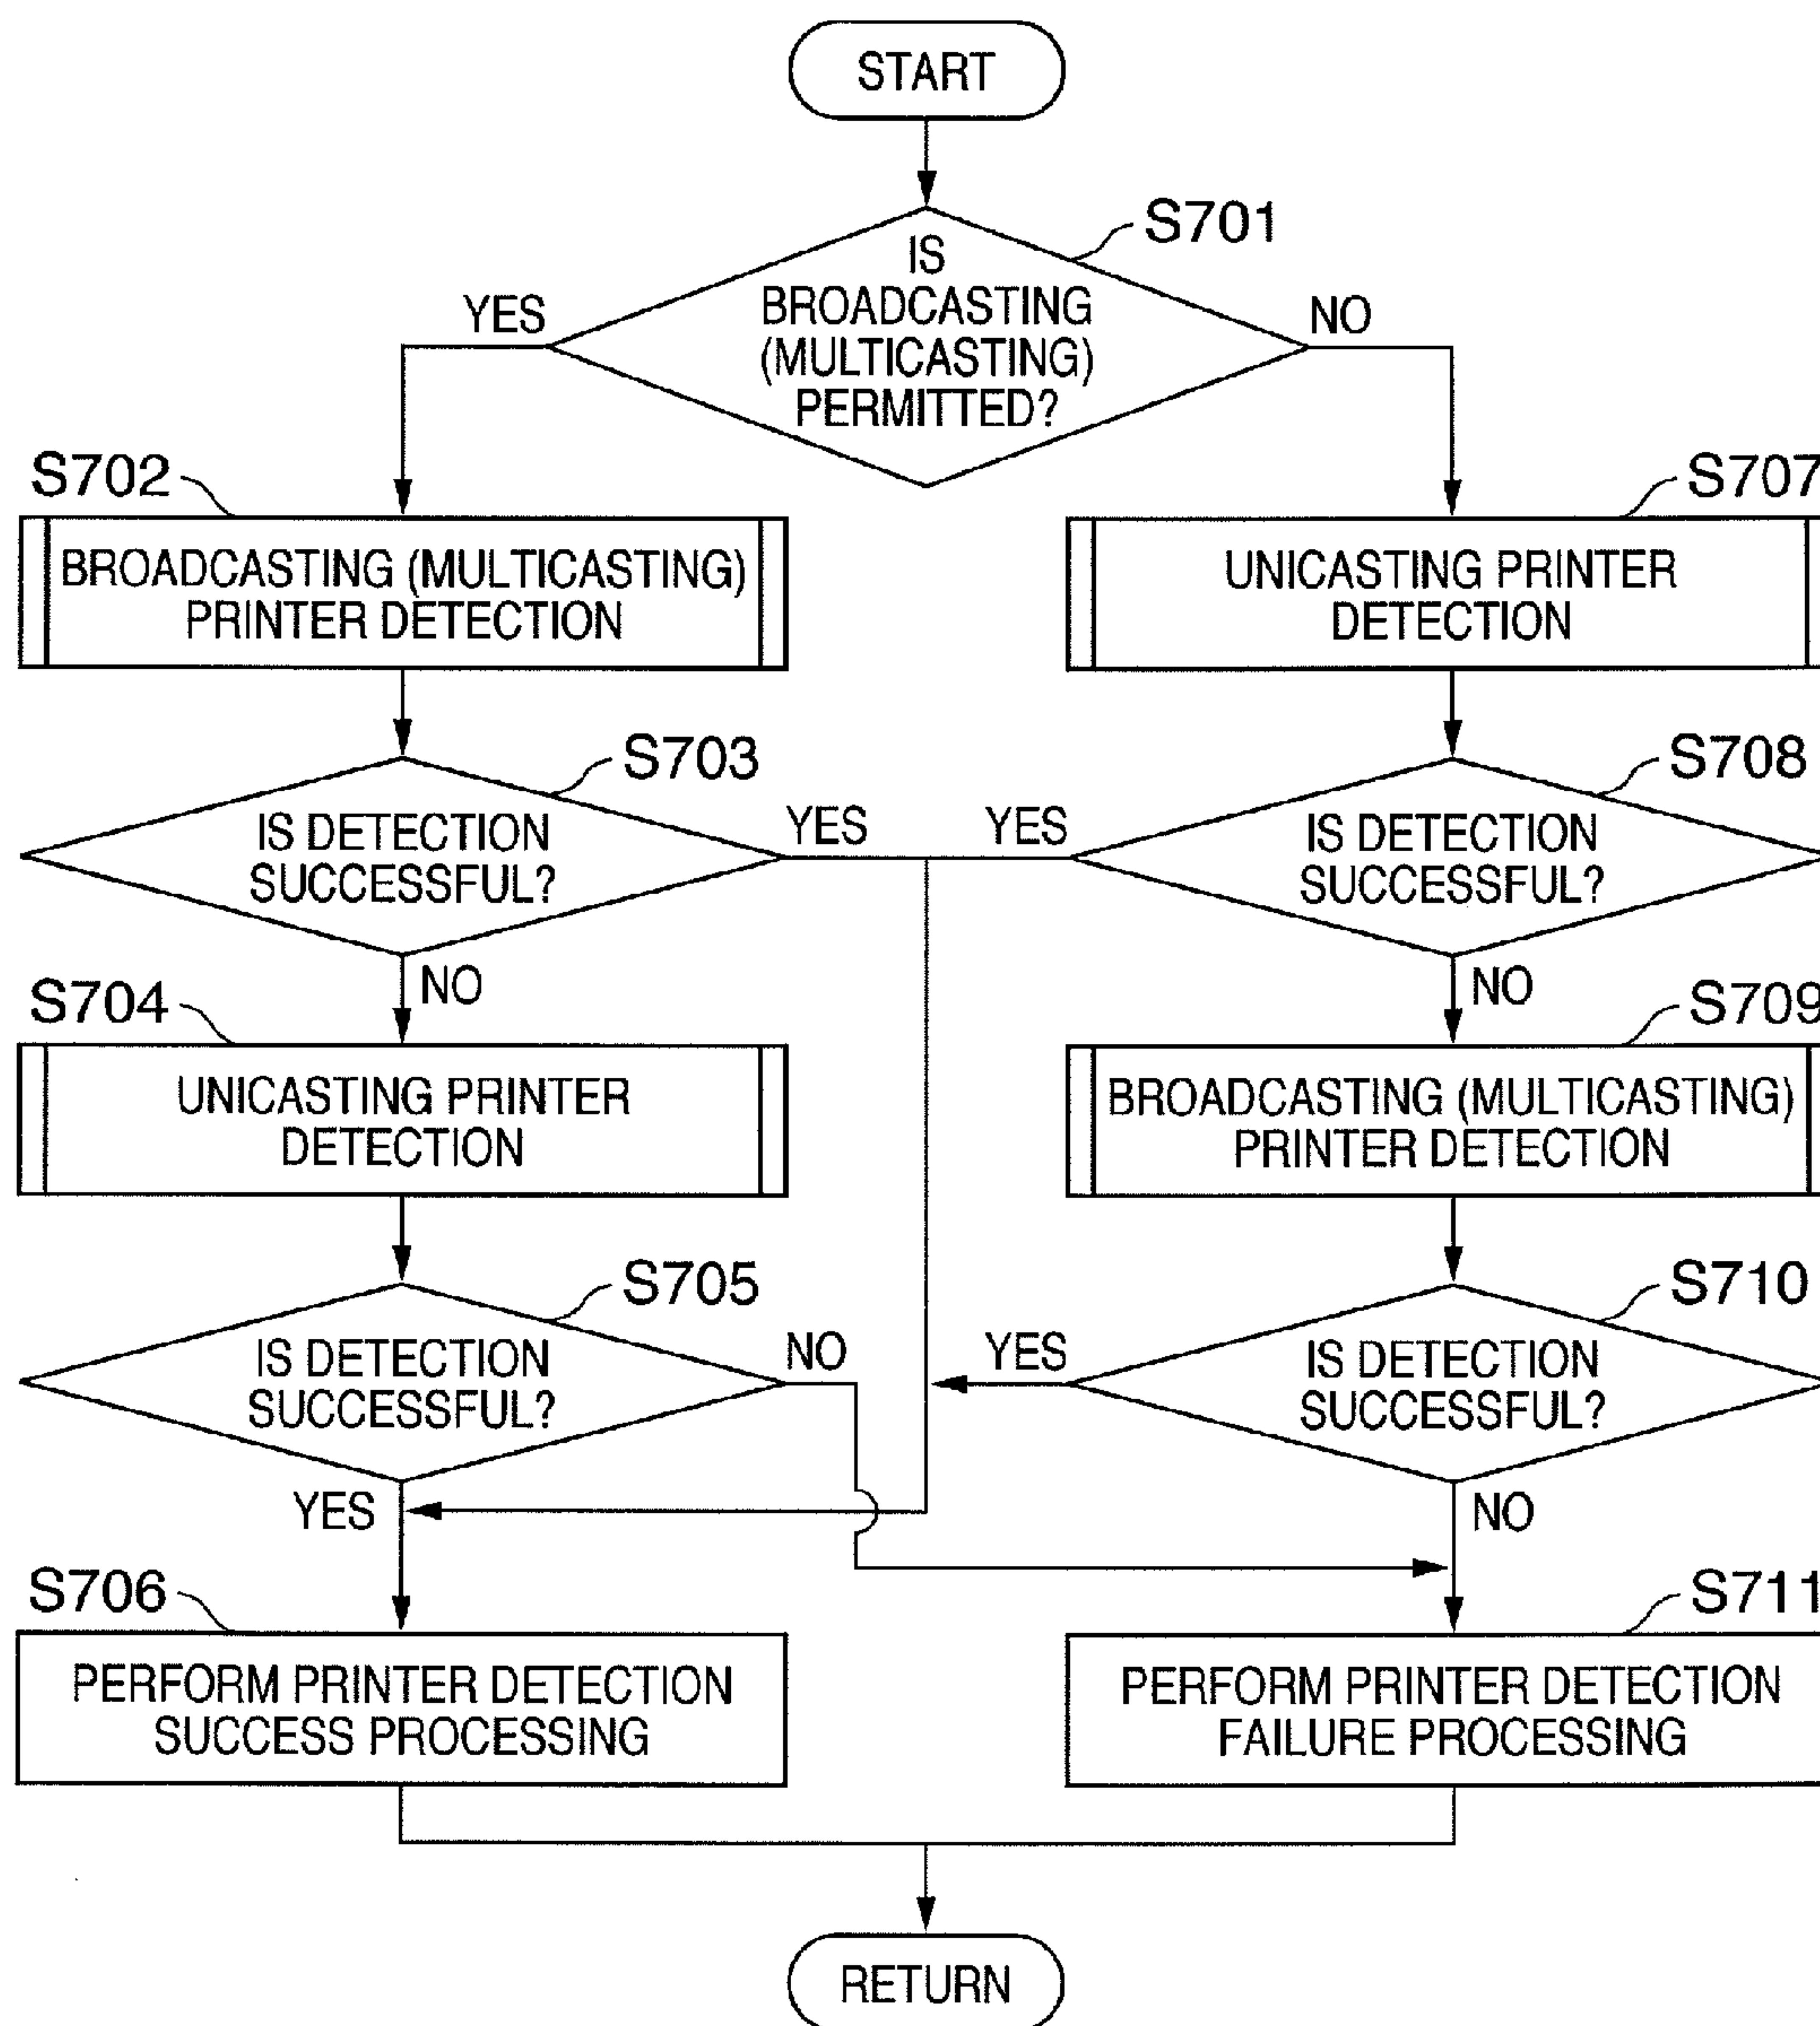 START
S701
IS
BROADCASTING
(MULTICASTING)
PERMITTED?
YES
NO
S702
BROADCASTING (MULTICASTING)
PRINTER DETECTION
S707
UNICASTING PRINTER
DETECTION
S703
IS DETECTION
SUCCESSFUL?
YES
NO
S708
IS DETECTION
SUCCESSFUL?
YES
NO
S704
UNICASTING PRINTER
DETECTION
S709
BROADCASTING (MULTICASTING)
PRINTER DETECTION
S705
IS DETECTION
SUCCESSFUL?
NO
YES
S710
IS DETECTION
SUCCESSFUL?
YES
NO
S706
PERFORM PRINTER DETECTION
SUCCESS PROCESSING
S711
PERFORM PRINTER DETECTION
FAILURE PROCESSING
RETURN